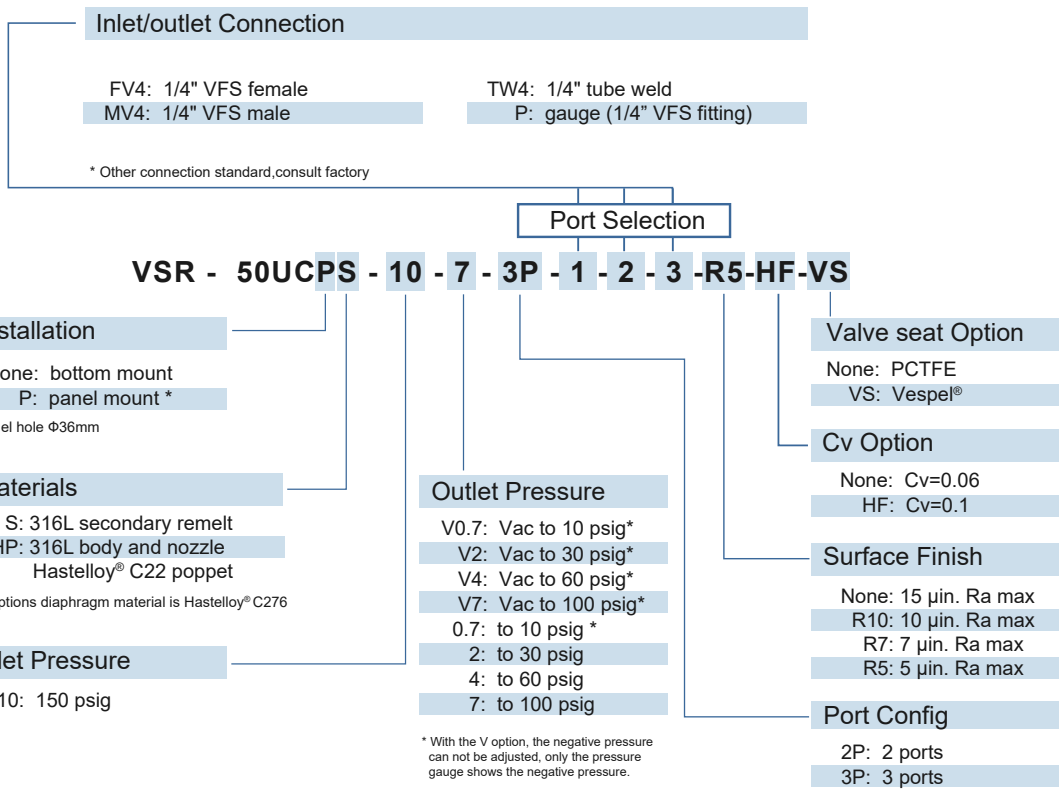 Inlet/outlet Connection
FV4: 1/4" VFS female
MV4: 1/4" VFS male
TW4: 1/4" tube weld
P: gauge (1/4” VFS fitting)
* Other connection standard,consult factory
Port Selection
VSR - 50UCPS - 10 - 7 - 3P - 1 - 2 - 3 -R5-HF-VS
stallation
one: bottom mount
P: panel mount *
el hole Φ36mm
aterials
S: 316L secondary remelt
HP: 316L body and nozzle
Hastelloy® C22 poppet
ptions diaphragm material is Hastelloy® C276
let Pressure
10: 150 psig
Outlet Pressure
V0.7: Vac to 10 psig*
V2: Vac to 30 psig*
V4: Vac to 60 psig*
V7: Vac to 100 psig*
0.7: to 10 psig *
2: to 30 psig
4: to 60 psig
7: to 100 psig
* With the V option, the negative pressure
can not be adjusted, only the pressure
gauge shows the negative pressure.
Valve seat Option
None: PCTFE
VS: Vespel®
Cv Option
None: Cv=0.06
HF: Cv=0.1
Surface Finish
None: 15 μin. Ra max
R10: 10 μin. Ra max
R7: 7 μin. Ra max
R5: 5 μin. Ra max
Port Config
2P: 2 ports
3P: 3 ports